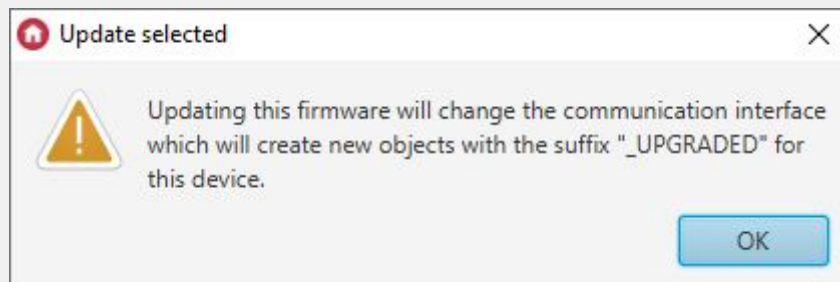 Update selected
Updating this firmware will change the communication interface
which will create new objects with the suffix "_UPGRADED" for
this device.
OK